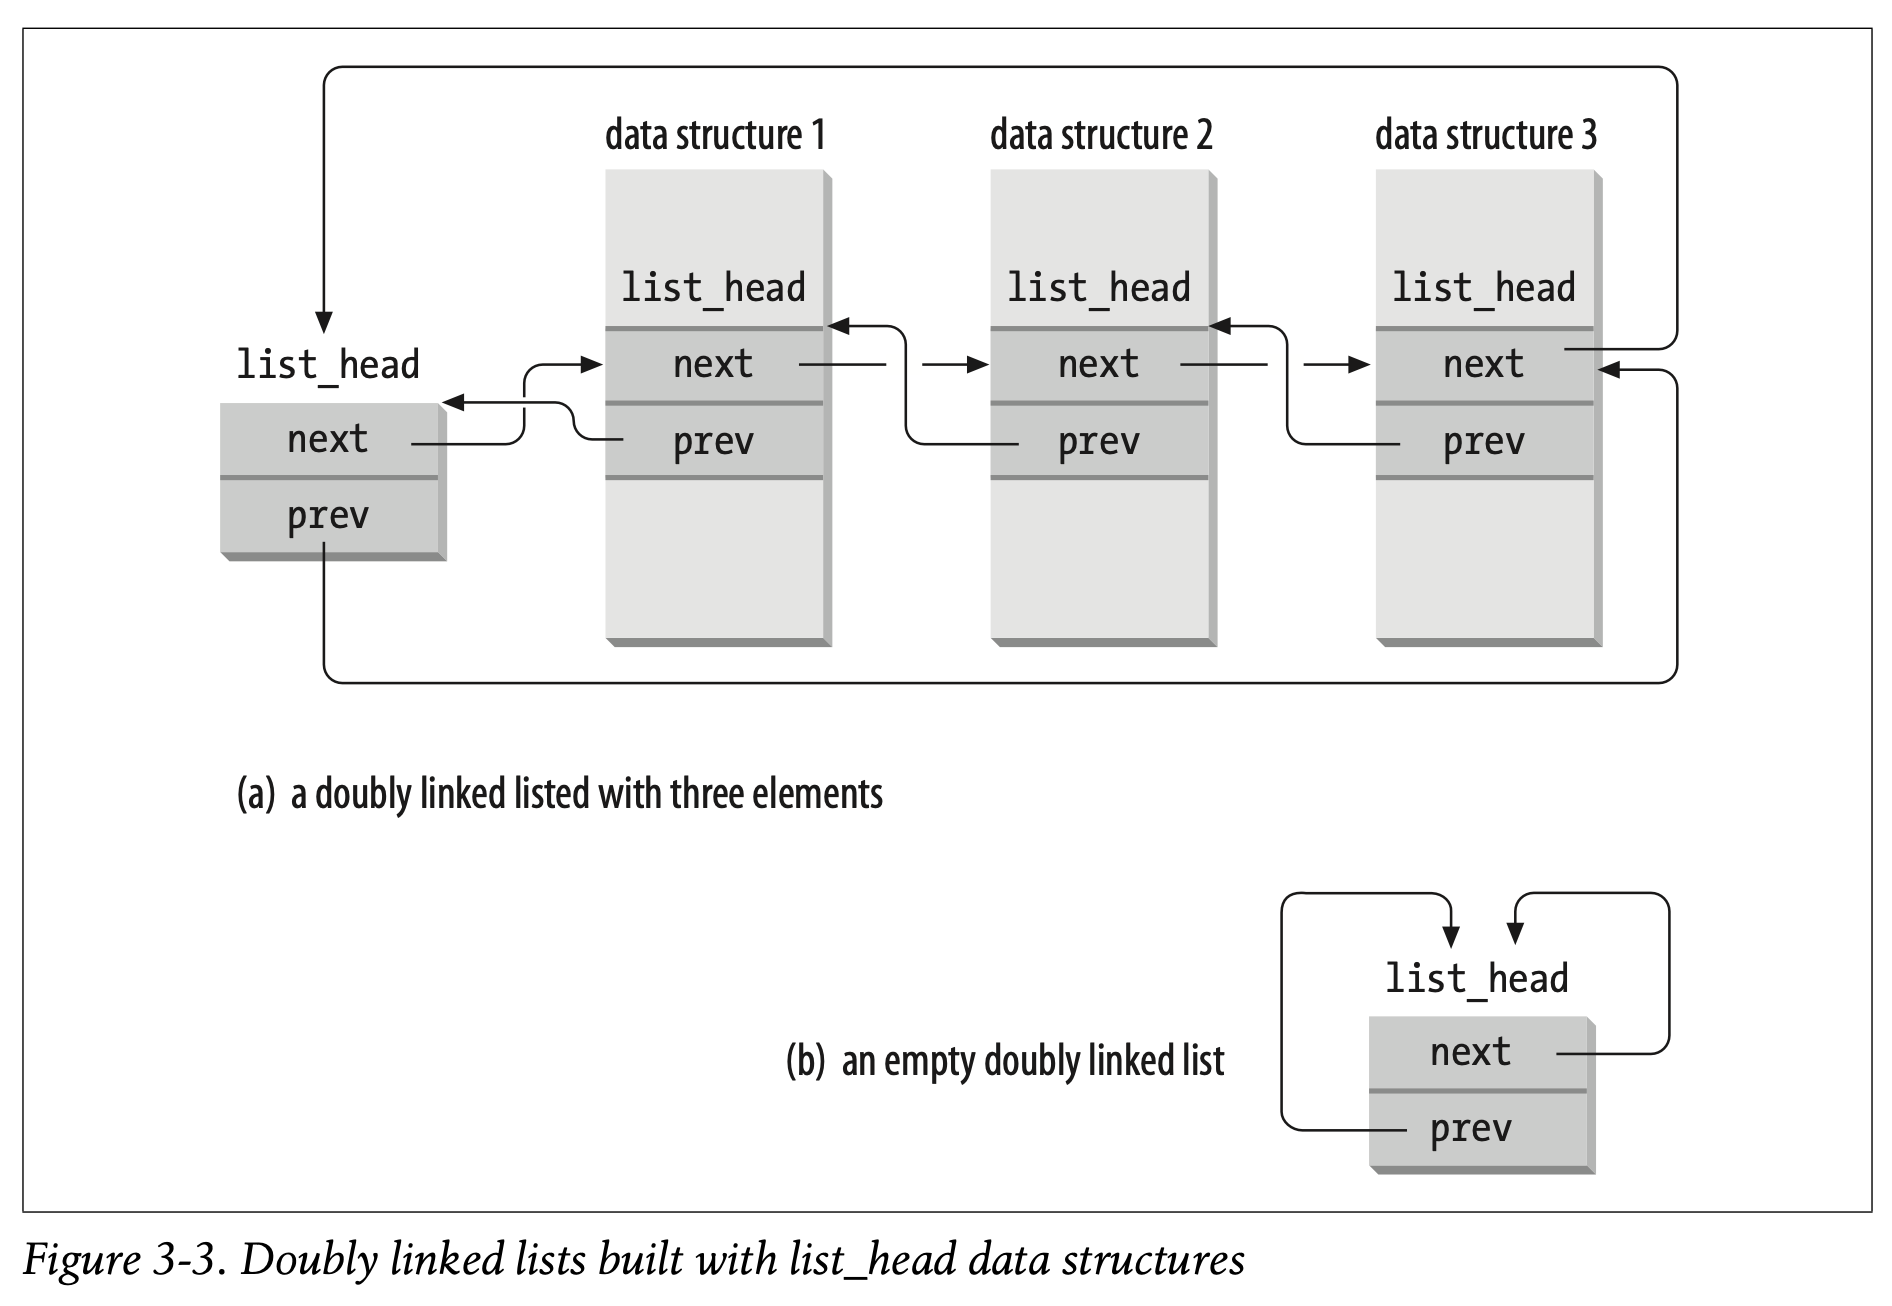 data structure 1 data structure 2 data structure 3
list_head list_head list_head
list_head next next next
next prev prev prev
prev
(a) a doubly linked listed with three elements
list_head
(b) an empty doubly linked list next
prev
Figure 3-3. Doubly linked lists built with list_head data structures